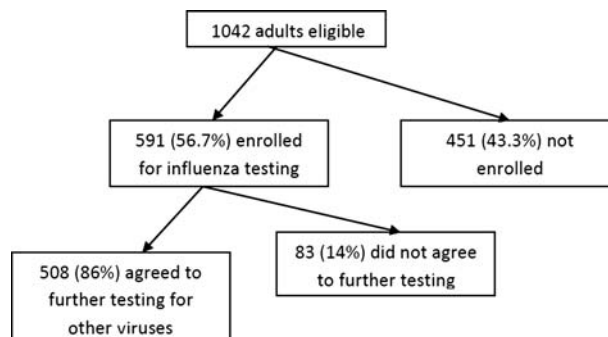 1042 adults eligible
591 (56.7%) enrolled
for influenza testing
451 (43.3%) not
enrolled
508 (86%) agreed to
further testing for
other viruses
83 (14%) did not agree
to further testing